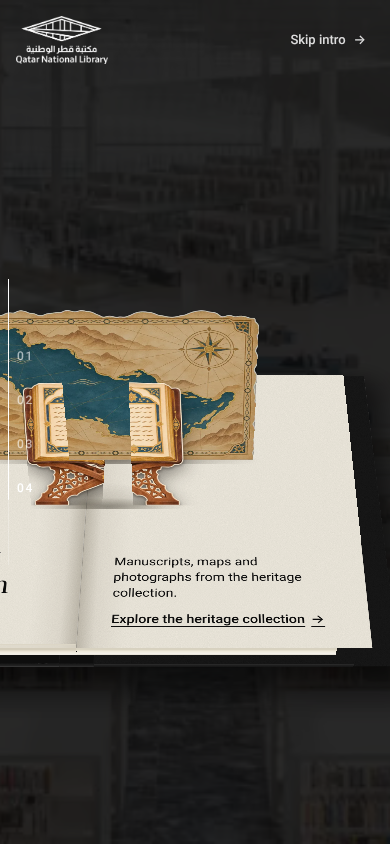 مكتبة قطر الوطنية
Qatar National Library
Skip intro →
01
02
03
04
Manuscripts, maps and
photographs from the heritage
collection.
Explore the heritage collection →